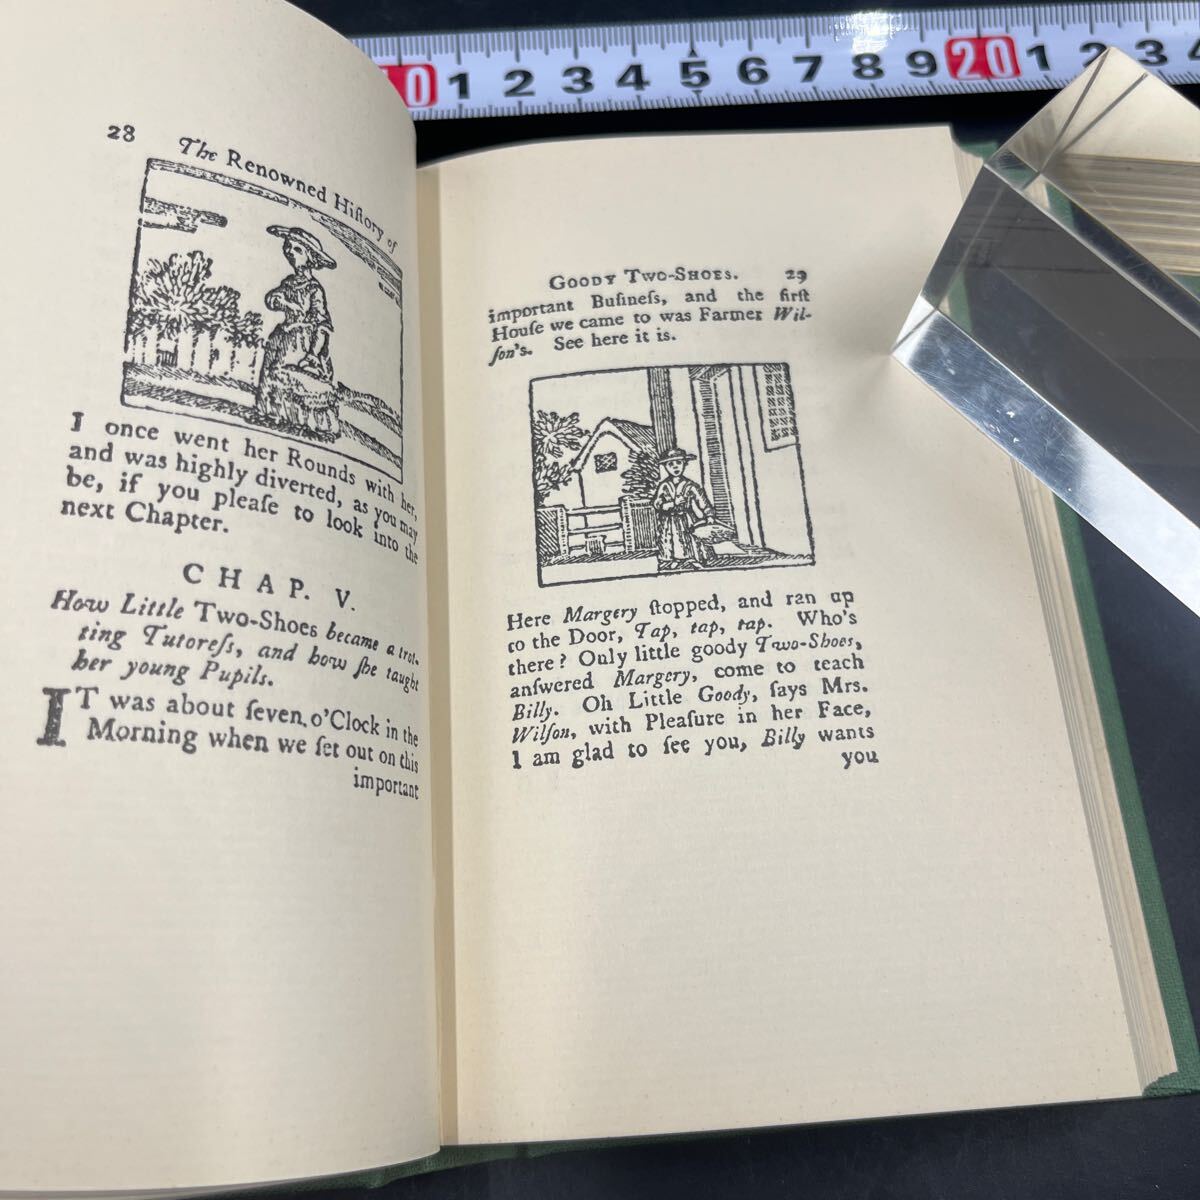 10 1 2 3 4 5 6 7 8 9 20 1 2 3 4
28 The Renowned Hiſtory of
I once went her Rounds with her,
and was highly diverted, as you may
be, if you pleaſe to look into the
next Chapter.
CHAP. V.
How Little Two-Shoes became a trot-
ting Tutoreſs, and how ſhe taught
her young Pupils.
IT was about ſeven o'Clock in the
Morning when we ſet out on this
important
Goody Two-Shoes. 29
important Buſineſs, and the firſt
Houſe we came to was Farmer Wil-
ſon's. See here it is.
Here Margery ſtopped, and ran up
to the Door, Tap, tap, tap. Who's
there? Only little goody Two-Shoes,
anſwered Margery, come to teach
Billy. Oh Little Goody, ſays Mrs.
Wilſon, with Pleaſure in her Face,
I am glad to ſee you, Billy wants
you